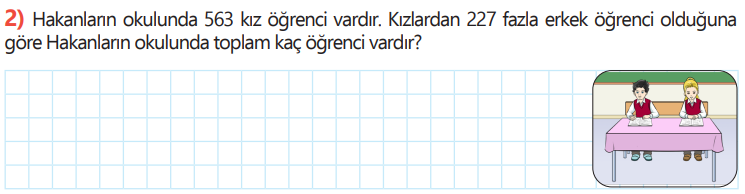 2) Hakanların okulunda 563 kız öğrenci vardır. Kızlardan 227 fazla erkek öğrenci olduğuna
göre Hakanların okulunda toplam kaç öğrenci vardır?